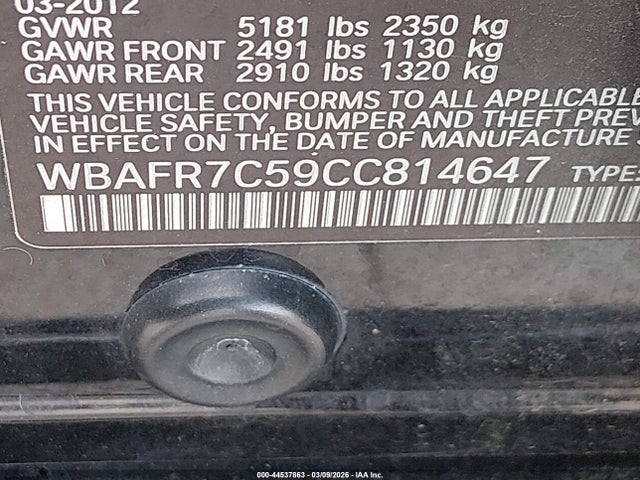 03-2012
GVWR 5181 lbs 2350 kg
GAWR FRONT 2491 lbs 1130 kg
GAWR REAR 2910 lbs 1320 kg
THIS VEHICLE CONFORMS TO ALL APPLICABLE
VEHICLE SAFETY, BUMPER AND THEFT PREV
IN EFFECT ON THE DATE OF MANUFACTURE
WBAFR7C59CC814647 TYPE:
000-44537863 - 03/09/2026 - IAA Inc.